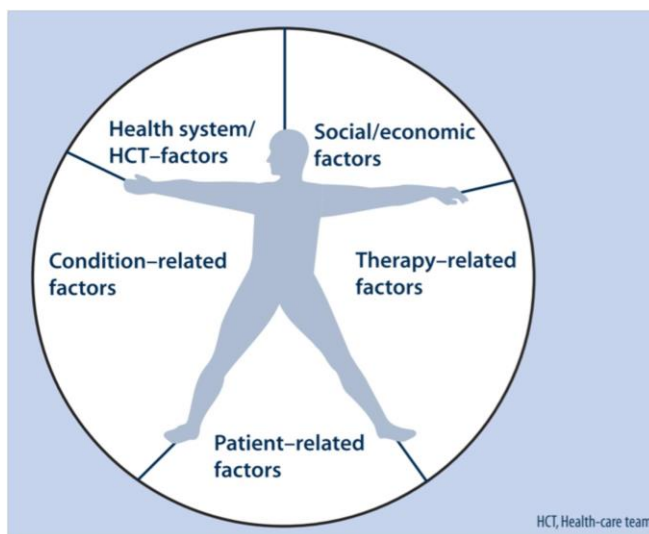 Health system/
HCT–factors
Social/economic
factors
Condition–related
factors
Therapy–related
factors
Patient–related
factors
HCT, Health-care team